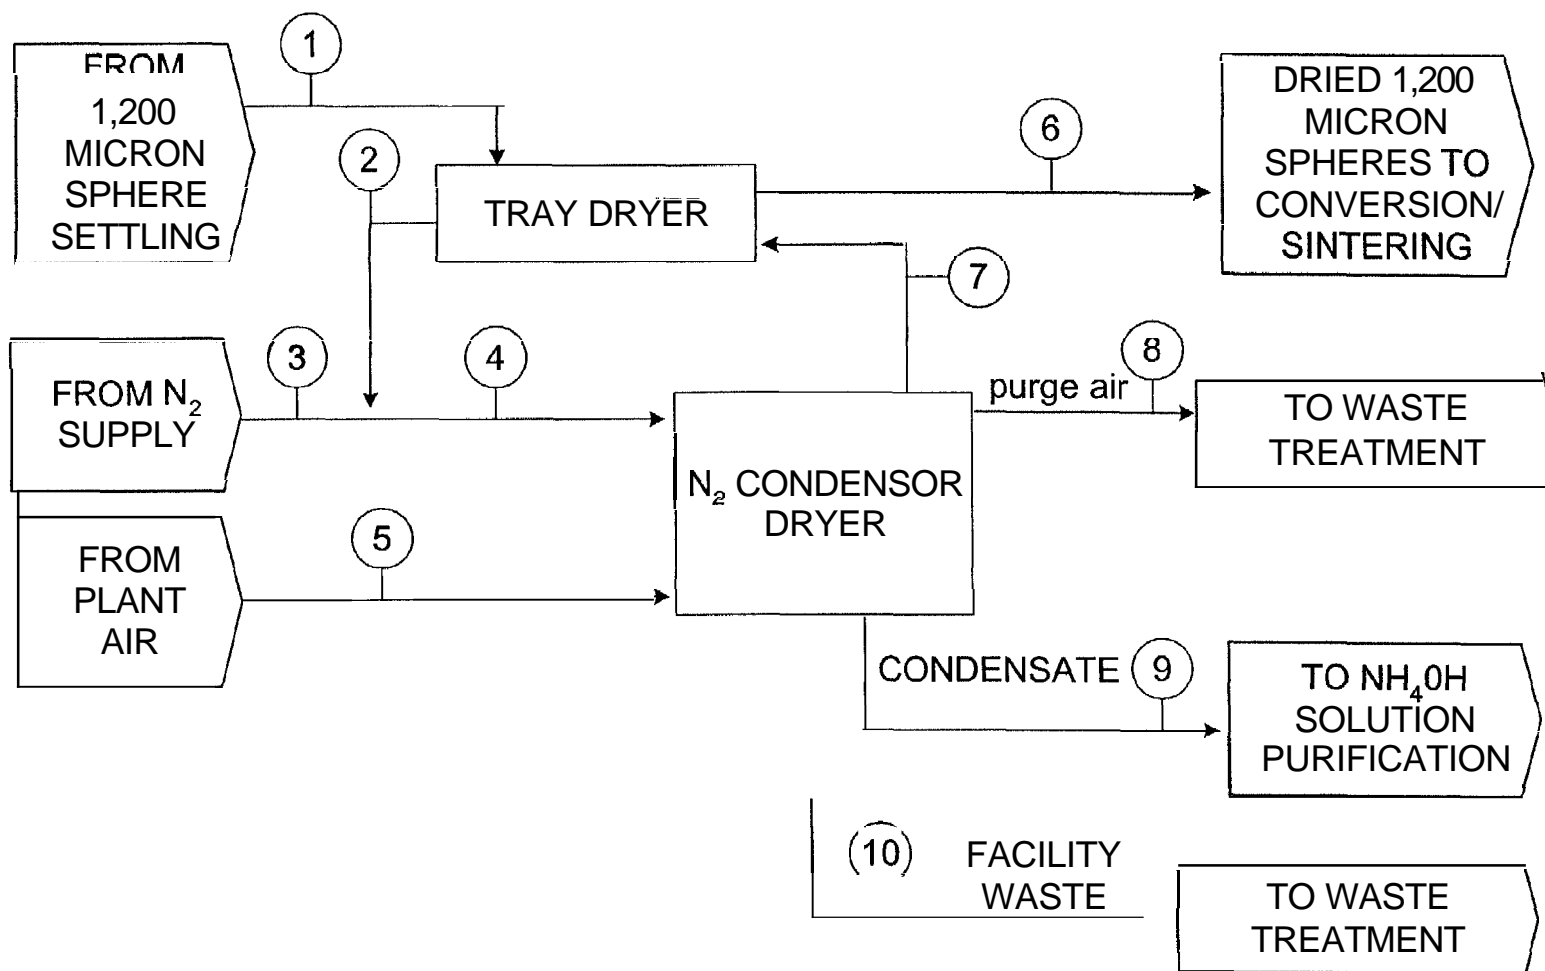 1
FROM
1,200
MICRON
SPHERE
SETTLING
2
TRAY DRYER
6
DRIED 1,200
MICRON
SPHERES TO
CONVERSION/
SINTERING
7
3
4
FROM N₂
SUPPLY
8
purge air
TO WASTE
TREATMENT
N₂ CONDENSOR
DRYER
5
FROM
PLANT
AIR
CONDENSATE 9
TO NH₄0H
SOLUTION
PURIFICATION
(10) FACILITY
WASTE
TO WASTE
TREATMENT